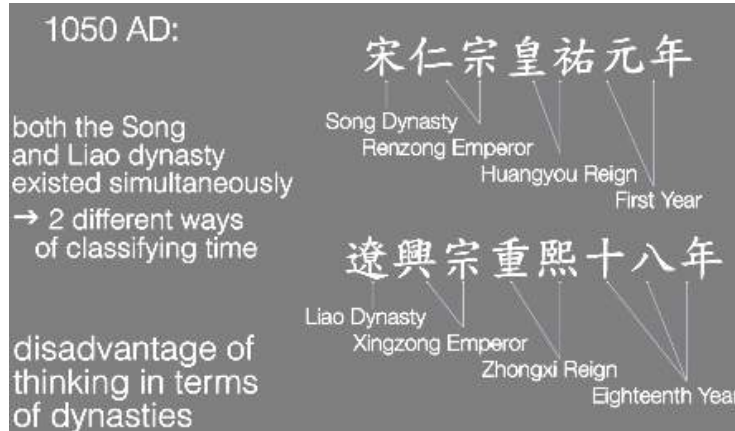 1050 AD:
both the Song
and Liao dynasty
existed simultaneously
→ 2 different ways
of classifying time
disadvantage of
thinking in terms
of dynasties
宋仁宗皇祐元年
Song Dynasty
Renzong Emperor
Huangyou Reign
First Year
遼興宗重熙十八年
Liao Dynasty
Xingzong Emperor
Zhongxi Reign
Eighteenth Year